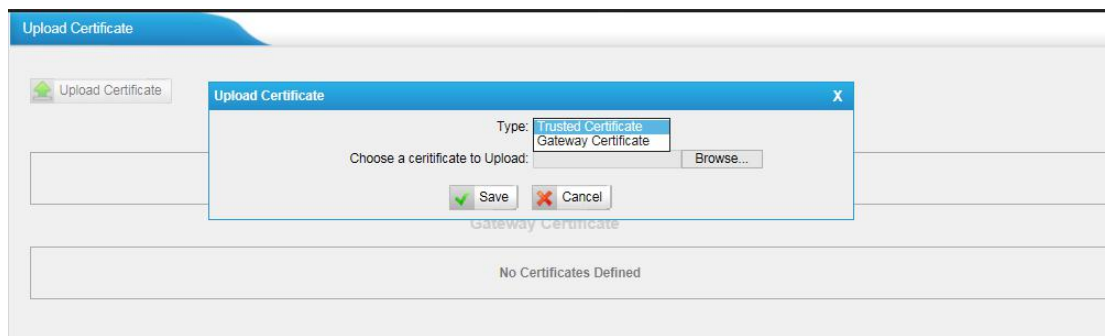 Upload Certificate
Upload Certificate
Upload Certificate X
Type: Trusted Certificate
Gateway Certificate
Choose a ceritificate to Upload: Browse...
Save Cancel
Gateway Certificate
No Certificates Defined